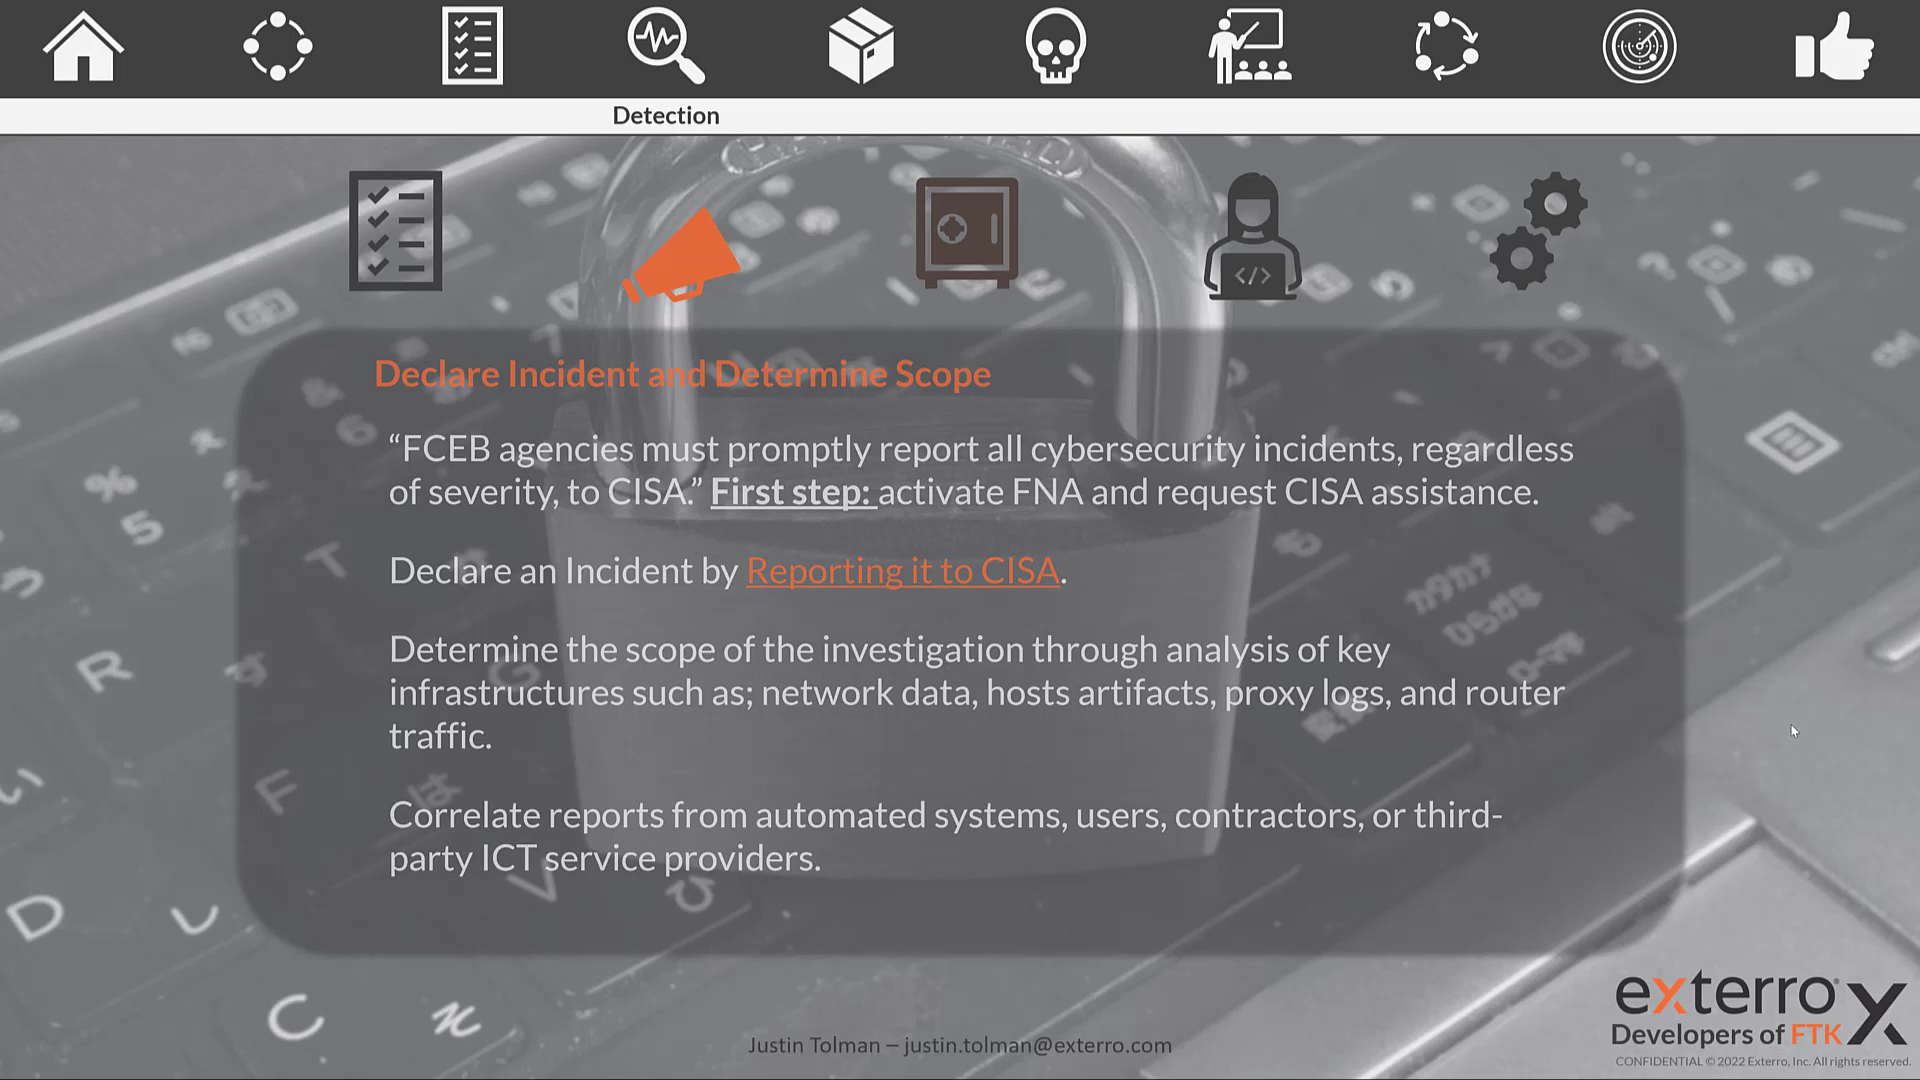 Detection
Declare Incident and Determine Scope
“FCEB agencies must promptly report all cybersecurity incidents, regardless
of severity, to CISA.” First step: activate FNA and request CISA assistance.
Declare an Incident by Reporting it to CISA.
Determine the scope of the investigation through analysis of key
infrastructures such as; network data, hosts artifacts, proxy logs, and router
traffic.
Correlate reports from automated systems, users, contractors, or third-
party ICT service providers.
exterro®
Developers of FTK
Justin Tolman – justin.tolman@exterro.com
CONFIDENTIAL © 2022 Exterro, Inc. All rights reserved.